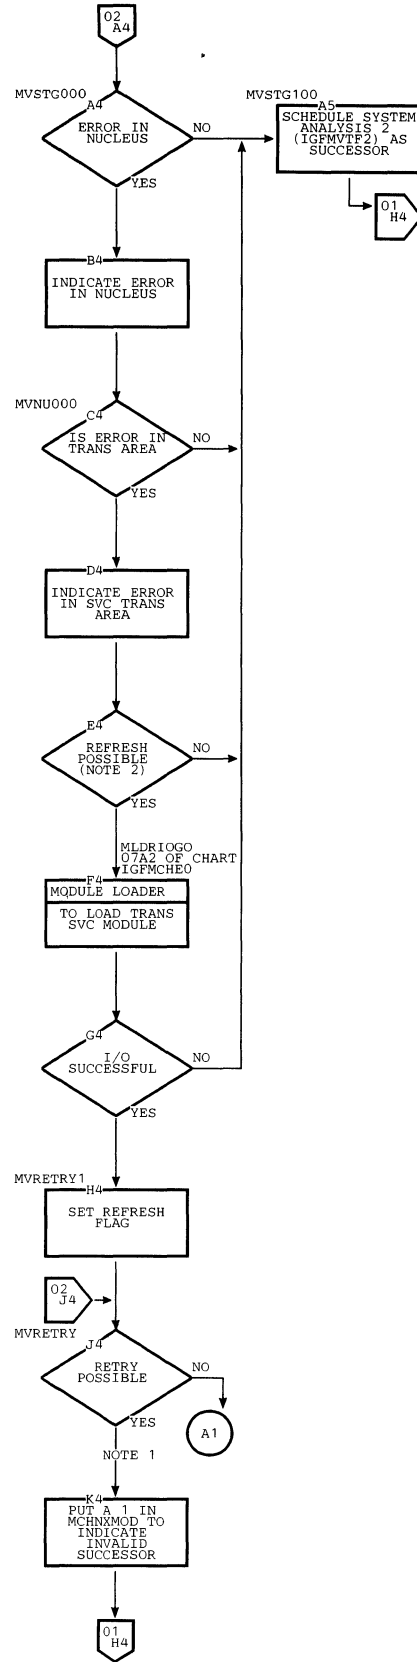 02
A4
MVSTG000
A4
ERROR IN
NUCLEUS
NO
YES
MVSTG100
A5
SCHEDULE SYSTEM
ANALYSIS 2
(IGFMVTF2) AS
SUCCESSOR
01
H4
B4
INDICATE ERROR
IN NUCLEUS
MVNU000
C4
IS ERROR IN
TRANS AREA
NO
YES
D4
INDICATE ERROR
IN SVC TRANS
AREA
E4
REFRESH
POSSIBLE
(NOTE 2)
NO
YES
MLDRIOGO
07A2 OF CHART
IGFMCHE0
F4
MODULE LOADER
TO LOAD TRANS
SVC MODULE
G4
I/O
SUCCESSFUL
NO
YES
MVRETRY1
H4
SET REFRESH
FLAG
02
J4
MVRETRY
J4
RETRY
POSSIBLE
NO
YES
A1
NOTE 1
K4
PUT A 1 IN
MCHNXMOD TO
INDICATE
INVALID
SUCCESSOR
01
H4